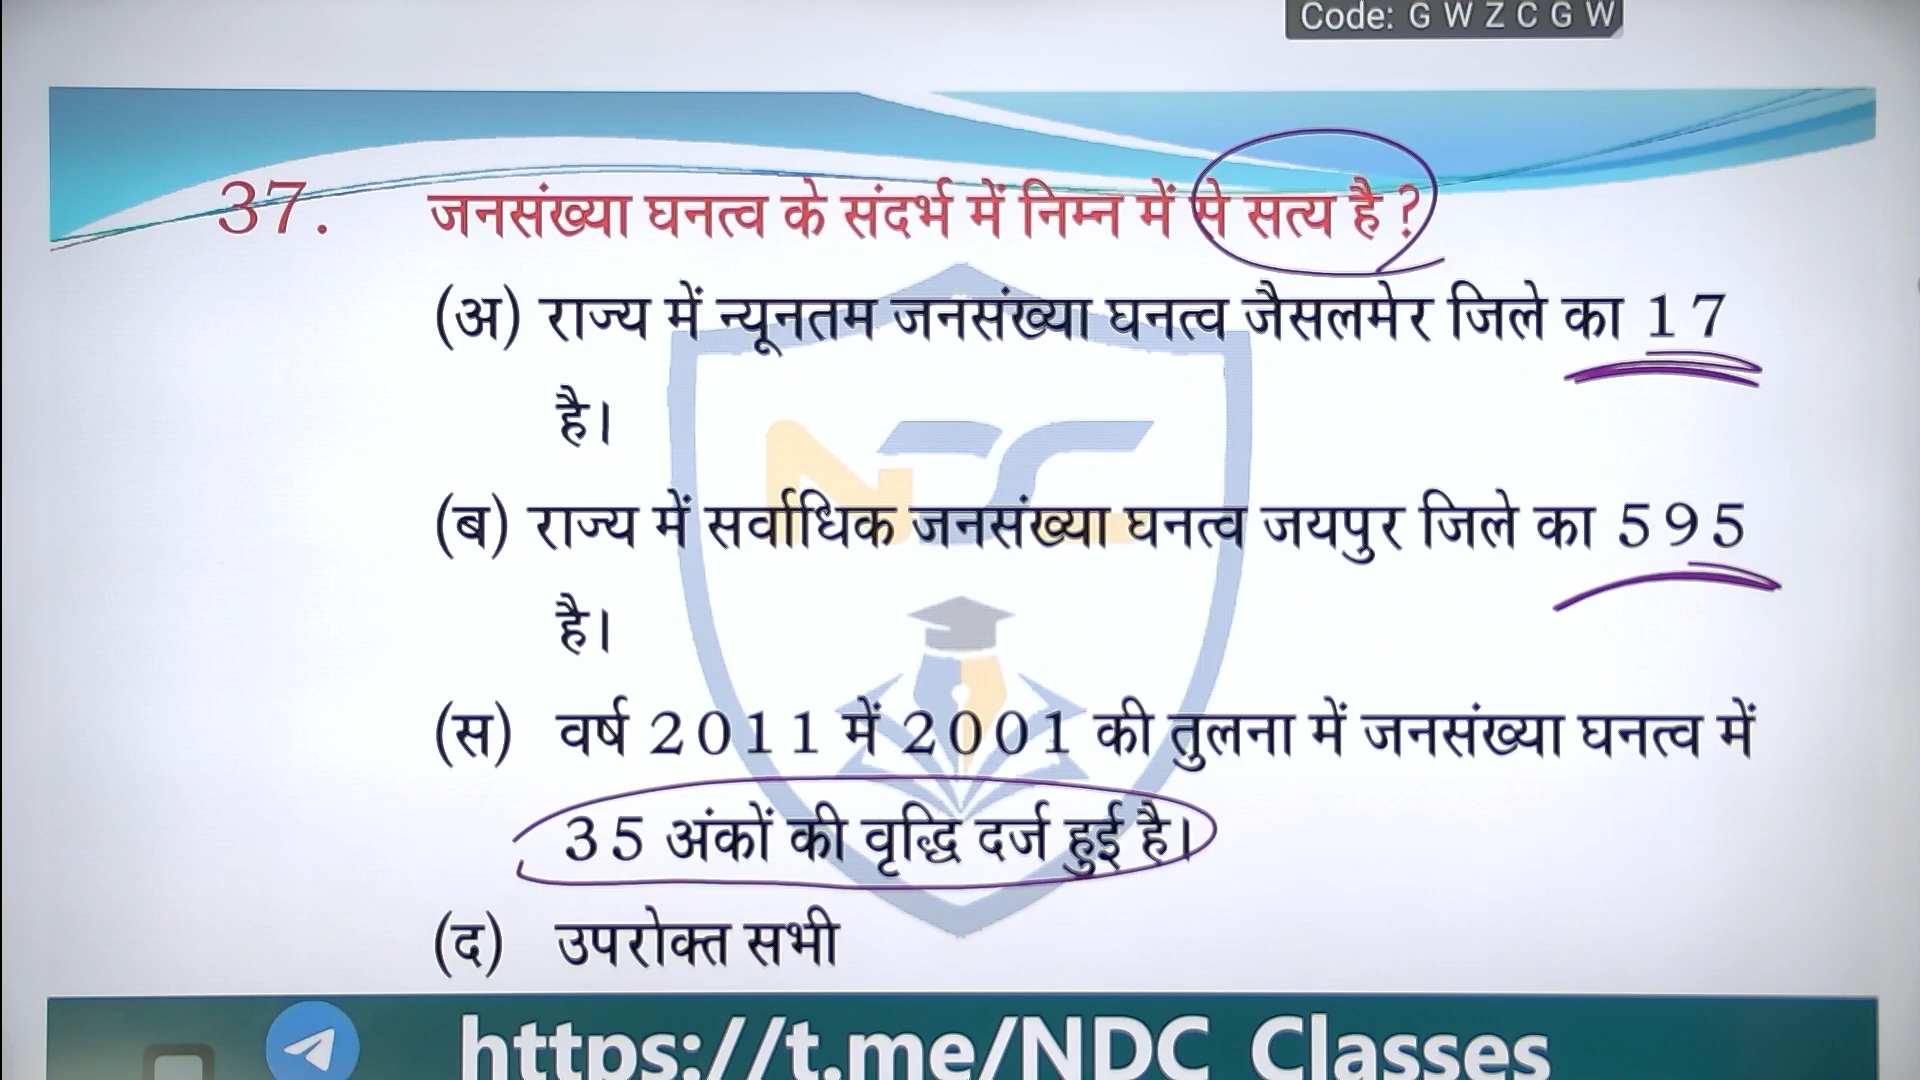 Code: G W Z C G W
37. जनसंख्या घनत्व के संदर्भ में निम्न में से सत्य है ?
(अ) राज्य में न्यूनतम जनसंख्या घनत्व जैसलमेर जिले का 17
है।
(ब) राज्य में सर्वाधिक जनसंख्या घनत्व जयपुर जिले का 595
है।
(स) वर्ष 2011 में 2001 की तुलना में जनसंख्या घनत्व में
35 अंकों की वृद्धि दर्ज हुई है।
(द) उपरोक्त सभी
https://t.me/NDC_Classes